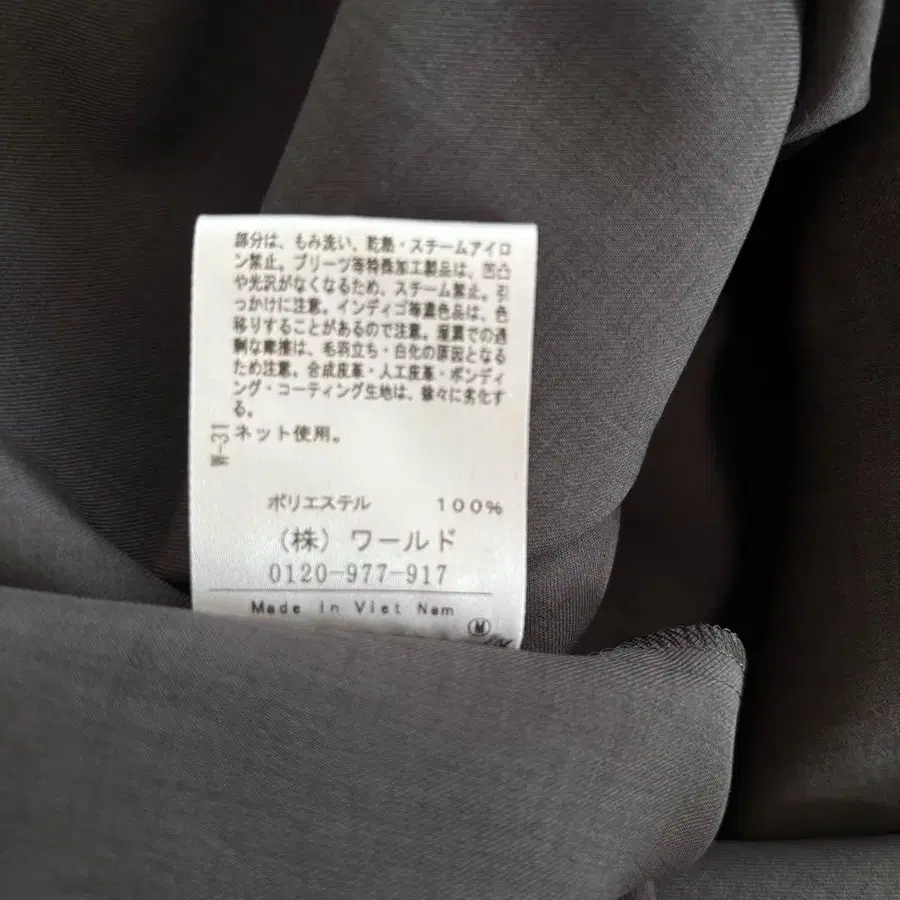 部分は、もみ洗い、乾熱・スチームアイロ
ン禁止。プリーツ等特殊加工製品は、凹凸
や光沢がなくなるため、スチーム禁止。引
っかけに注意。インディゴ等濃色品は、色
移りすることがあるので注意。湿潤での過
剰な摩擦は、毛羽立ち・白化の原因となる
ため注意。合成皮革・人工皮革・ボンディ
ング・コーティング生地は、徐々に劣化す
る。
ネット使用。
-31
ポリエステル 100%
(株)ワールド
0120-977-917
Made in Viet Nam
M